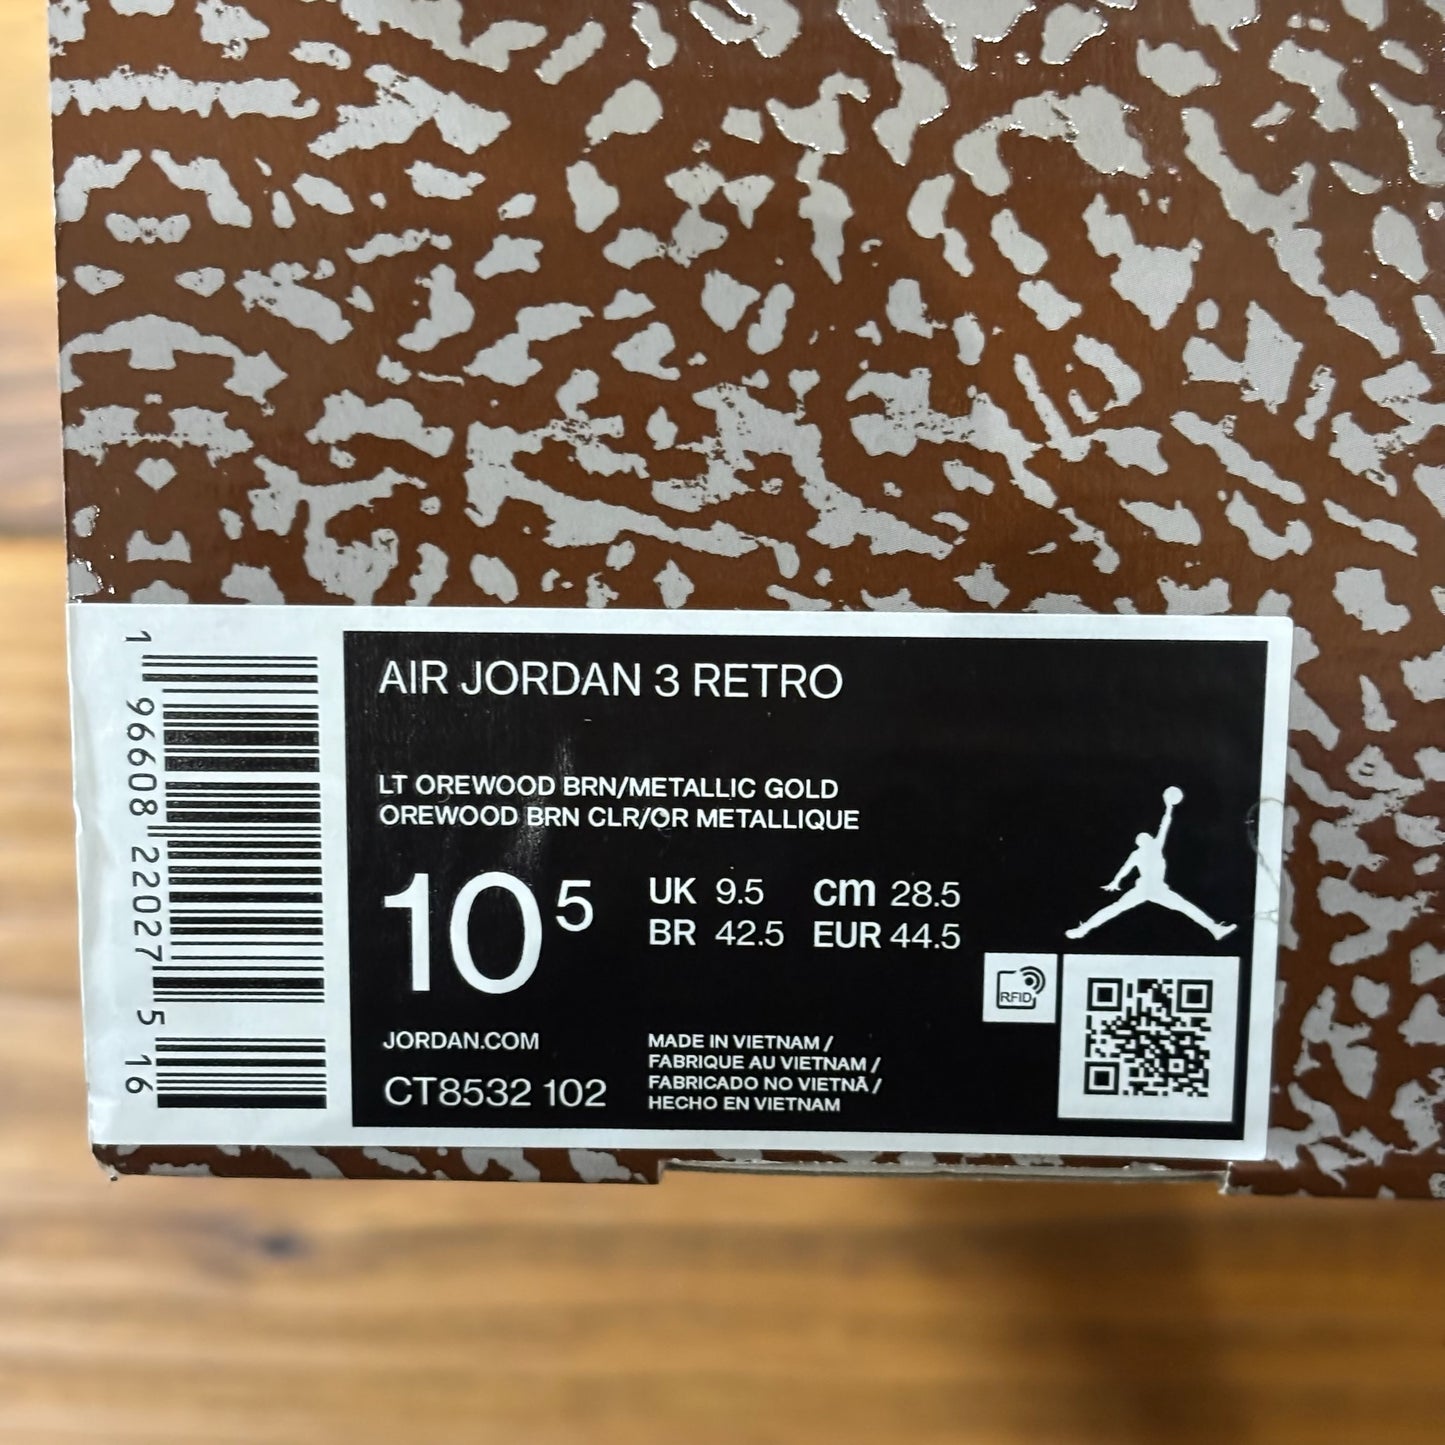 AIR JORDAN 3 RETRO
LT OREWOOD BRN/METALLIC GOLD
OREWOOD BRN CLR/OR METALLIQUE
10 5
UK 9.5 cm 28.5
BR 42.5 EUR 44.5
RFID
JORDAN.COM
CT8532 102
MADE IN VIETNAM /
FABRIQUE AU VIETNAM /
FABRICADO NO VIETNÃ /
HECHO EN VIETNAM
1 96608 22027 5 16